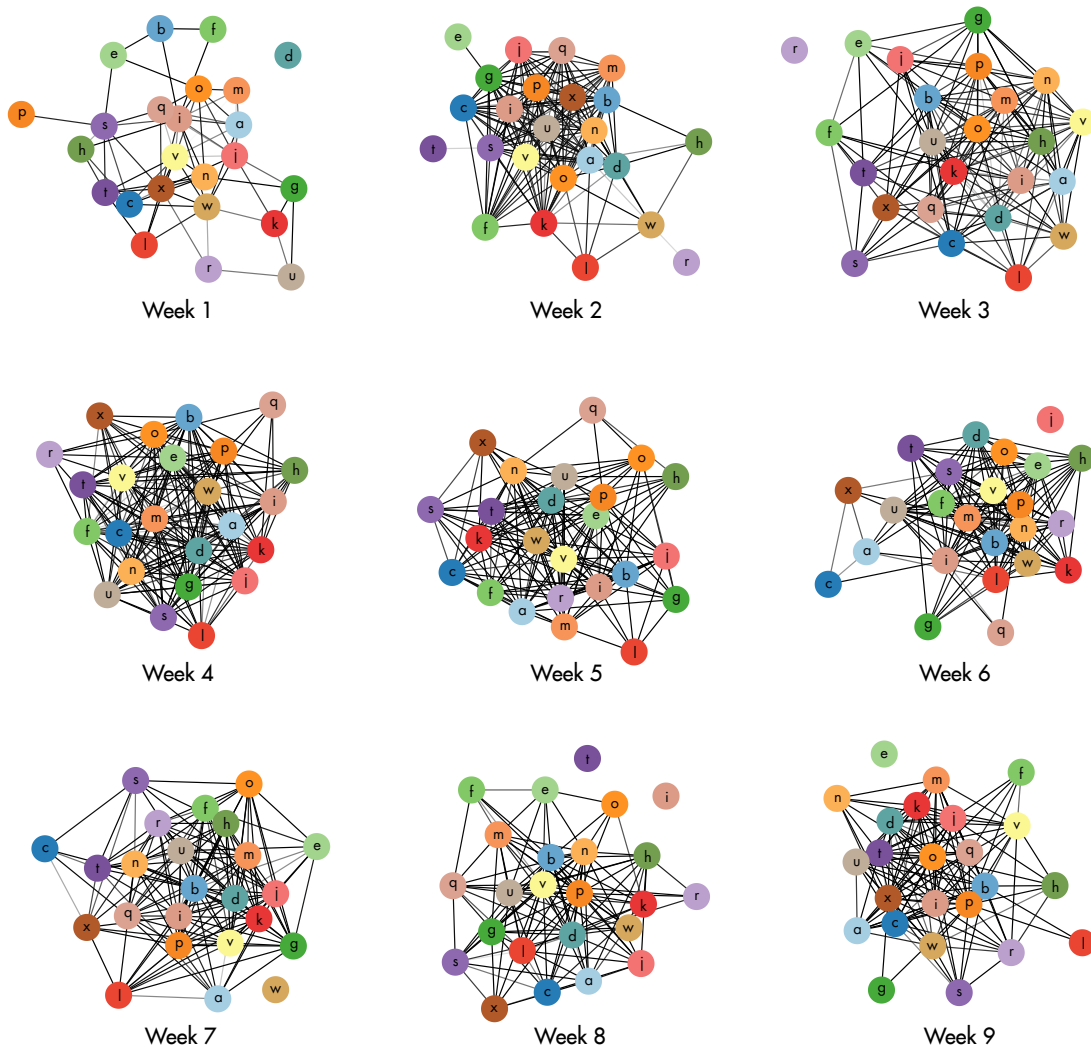 b f
e d
o m
p q i a
s
h v j
t x n g
c w k
l
r u
Week 1
e j q
g m
p x
c i b
u n
t s v a h
o d
f k w
l r
Week 2
g
r e j
p n
b m
f o v
u h
t k i a
x q d
c w
s l
Week 3
x b q
o
r e p
t v w h
i
m a
f c d k
n g j
u s
l
Week 4
q
x o
n u h
s t d p
e
k w v j
c r i b
f a m g
l
Week 5
j
t d o h
s e
x v
u f m p r
n
a b
c i l w k
g q
Week 6
s o
f
r h
c u m e
t n
b d j
x q i k
p v g
l a w
Week 7
t
f e o i
m
b n h
q u v p k r
g w
s l d j
c a
x
Week 8
e
n m f
k
d j v
u t o q
x b h
a c i p
w l
r
g s
Week 9